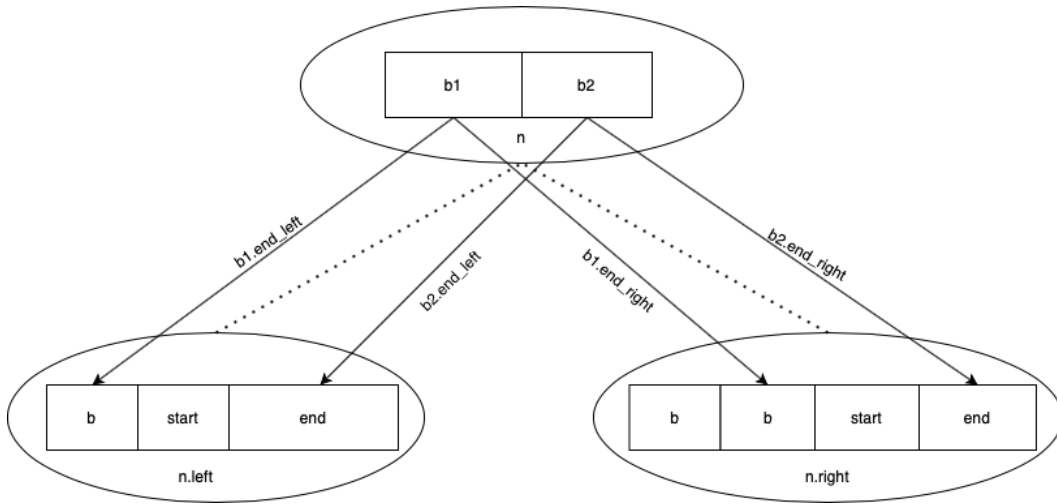 b1
b2
n
b1.end_left
b2.end_left
b1.end_right
b2.end_right
b
start
end
n.left
b
b
start
end
n.right